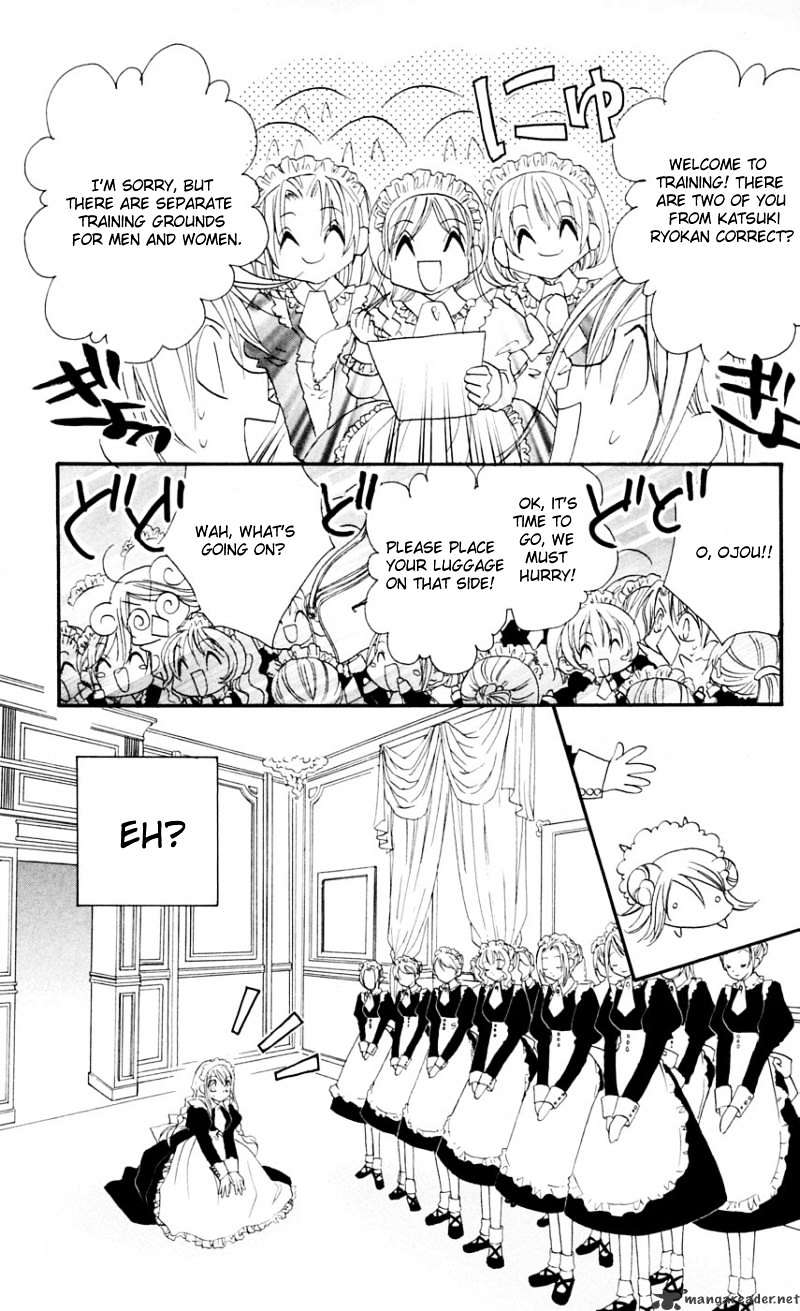 にゅ
WELCOME TO
TRAINING! THERE
ARE TWO OF YOU
FROM KATSUKI
RYOKAN CORRECT?
I'M SORRY, BUT
THERE ARE SEPARATE
TRAINING GROUNDS
FOR MEN AND WOMEN.
ぎょ
ぎょ
O, OJOU!!
どど
OK, IT'S
TIME TO
GO, WE
MUST
HURRY!
PLEASE PLACE
YOUR LUGGAGE
ON THAT SIDE!
ど
WAH, WHAT'S
GOING ON?
どど
EH?
mangareader.net